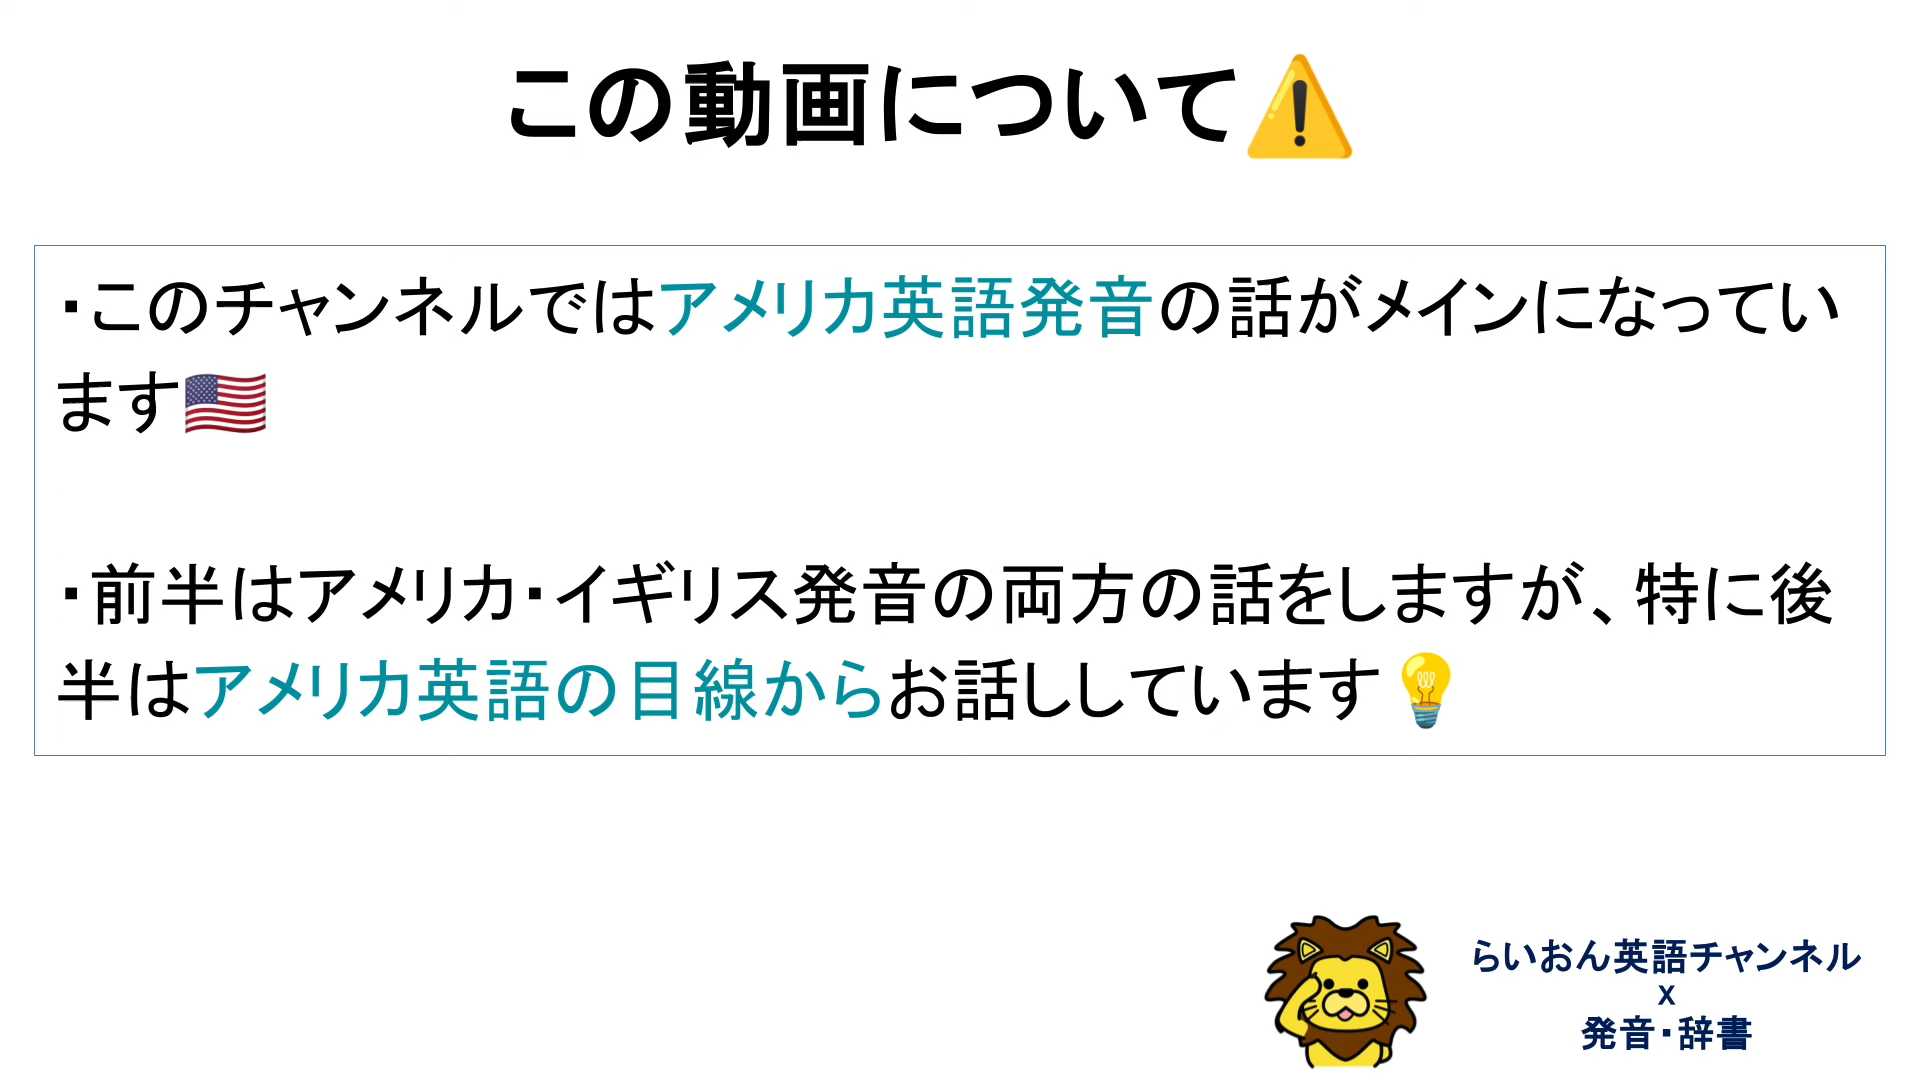 この動画について⚠️
・このチャンネルではアメリカ英語発音の話がメインになってい
ます🇺🇸
・前半はアメリカ・イギリス発音の両方の話をしますが、特に後
半はアメリカ英語の目線からお話ししています💡
らいおん英語チャンネル
x
発音・辞書